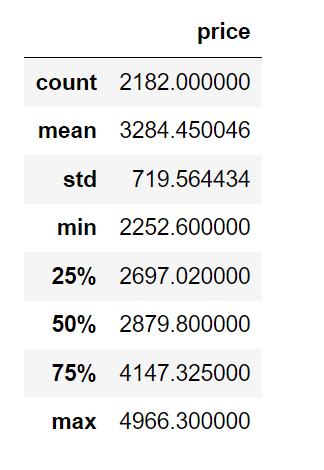 price
count 2182.000000
mean 3284.450046
std 719.564434
min 2252.600000
25% 2697.020000
50% 2879.800000
75% 4147.325000
max 4966.300000